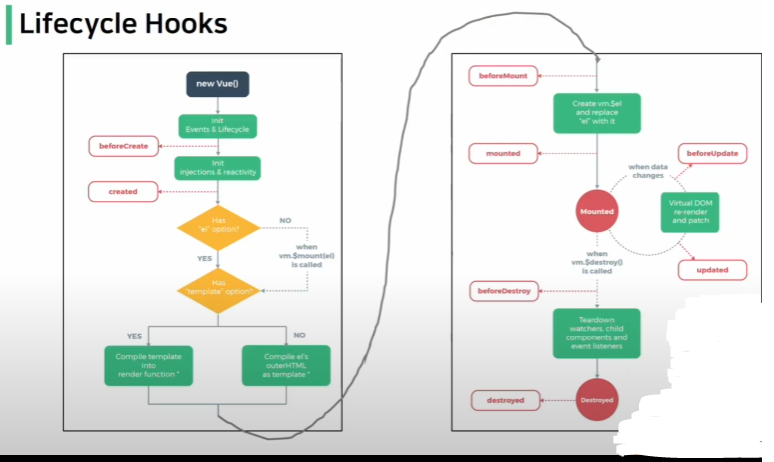 Lifecycle Hooks
new Vue()
Init
Events & Lifecycle
beforeCreate
Init
injections & reactivity
created
Has
"el" option?
NO
when
vm.$mount(el)
is called
YES
Has
"template" option?
YES
NO
Compile template
into
render function *
Compile el's
outerHTML
as template *
beforeMount
Create vm.$el
and replace
"el" with it
mounted
when data
changes
beforeUpdate
Mounted
Virtual DOM
re-render
and patch
when
vm.$destroy()
is called
updated
beforeDestroy
Teardown
watchers, child
components and
event listeners
destroyed
Destroyed